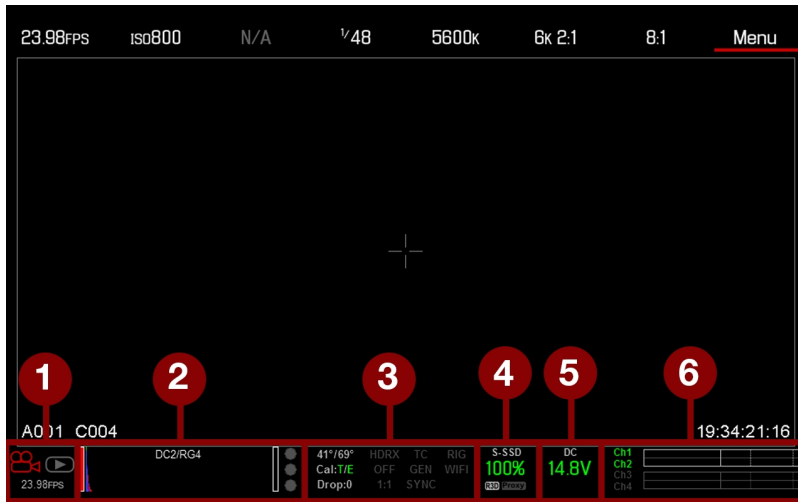 23.98FPS ISO800 N/A 1/48 5600K 6K 2:1 8:1 Menu
1 2 3 4 5 6
A001 C004 19:34:21:16
DC2/RG4 41°/69° HDRX TC RIG S-SSD DC Ch1
Cal:T/E OFF GEN WIFI 100% 14.8V Ch2
23.98FPS Drop:0 1:1 SYNC R3D Proxy Ch3
Ch4